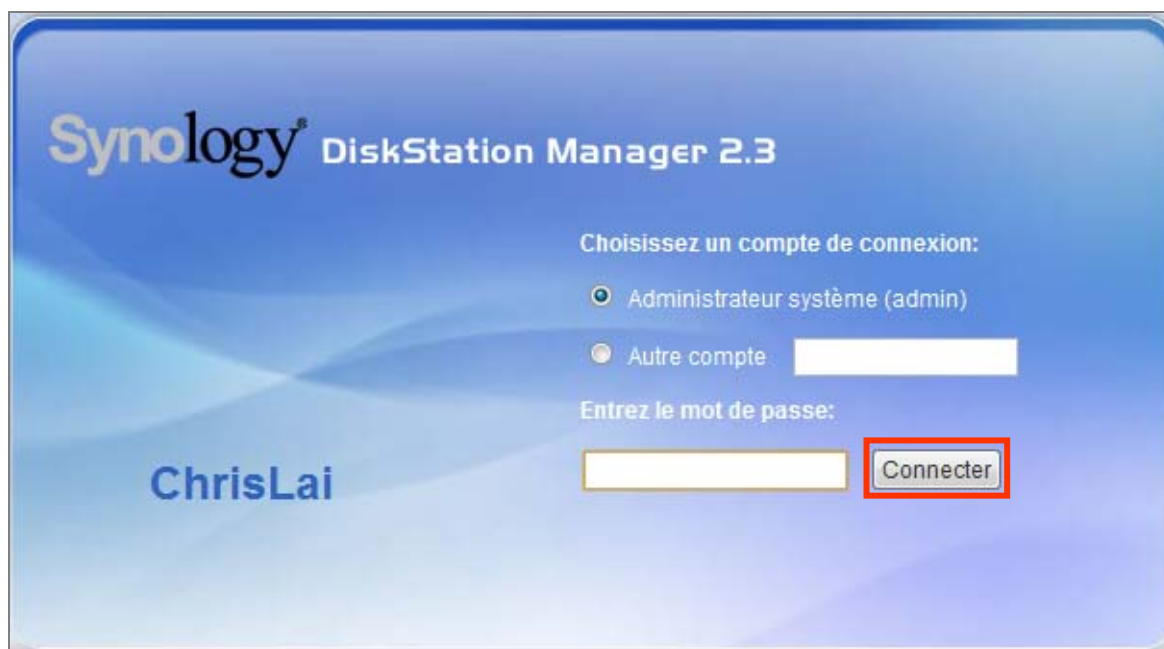 Synology® DiskStation Manager 2.3
Choisissez un compte de connexion:
Administrateur système (admin)
Autre compte
Entrez le mot de passe:
Connecter
ChrisLai